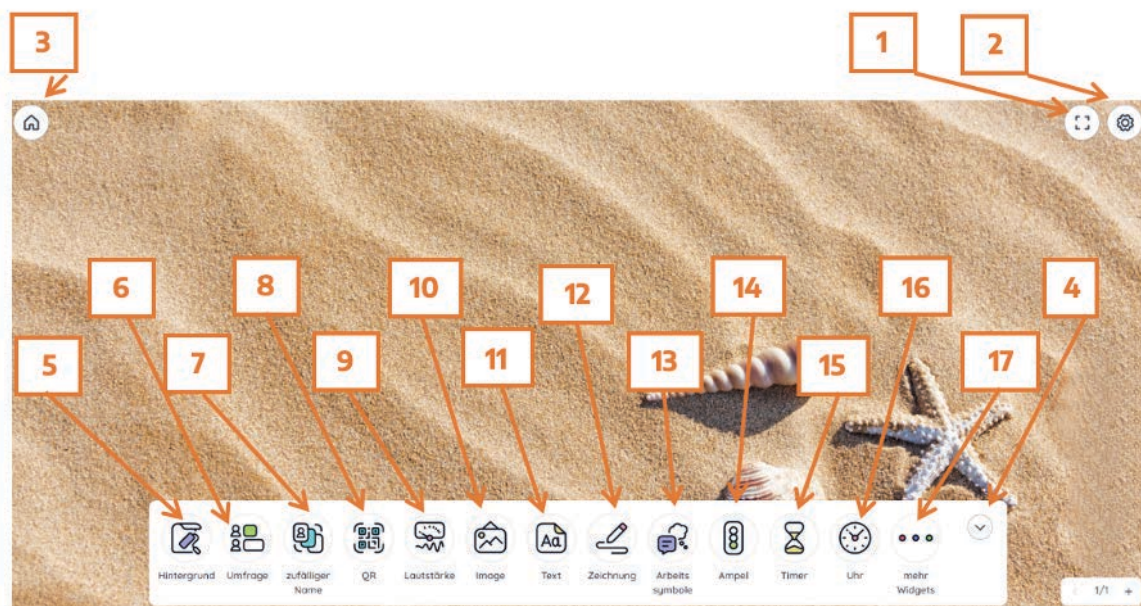 3
1
2
6
8
10
12
14
16
4
5
7
9
11
13
15
17
Aa
Hintergrund
Umfrage
zufälliger
Name
QR
Lautstärke
Image
Text
Zeichnung
Arbeits
symbole
Ampel
Timer
Uhr
mehr
Widgets
1/1 +